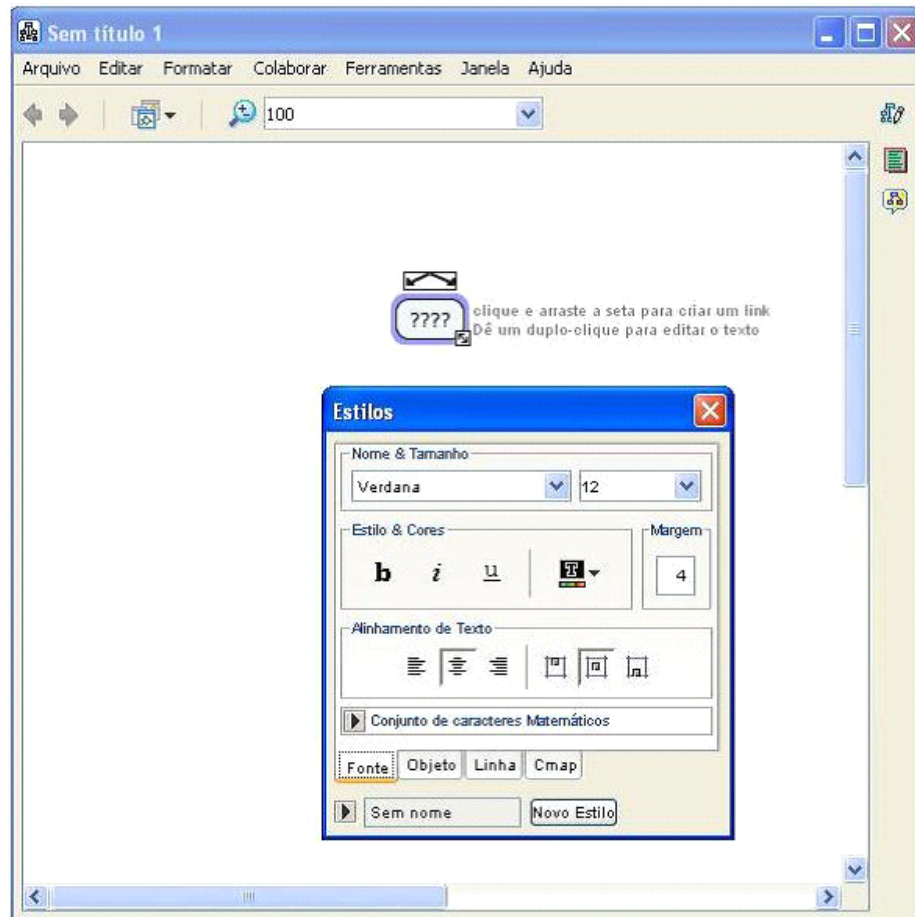 Sem título 1
Arquivo Editar Formatar Colaborar Ferramentas Janela Ajuda
100
????
clique e arraste a seta para criar um link
Dê um duplo-clique para editar o texto
Estilos
Nome & Tamanho
Verdana 12
Estilo & Cores Margem
b i u T 4
Alinhamento de Texto
Conjunto de caracteres Matemáticos
Fonte Objeto Linha Cmap
Sem nome Novo Estilo